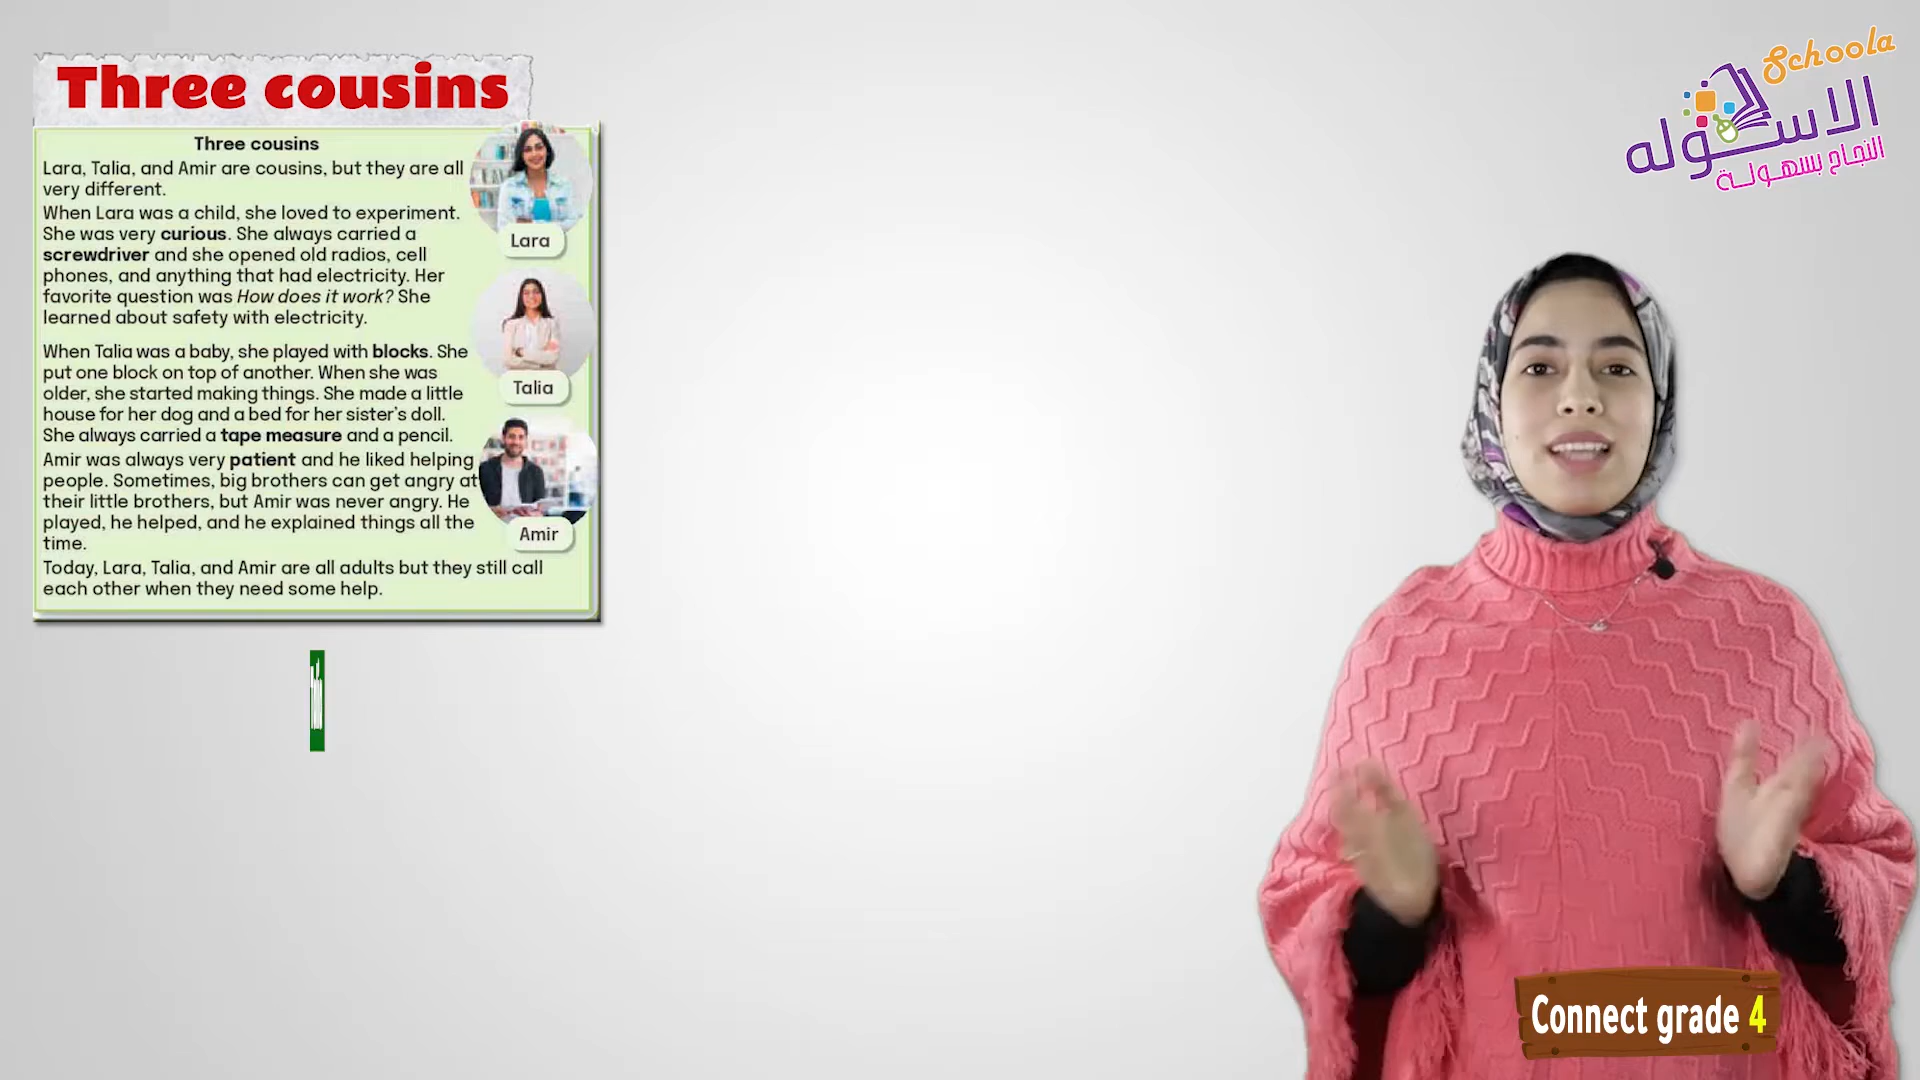 Three cousins
Three cousins
Lara, Talia, and Amir are cousins, but they are all
very different.
When Lara was a child, she loved to experiment.
She was very curious. She always carried a
screwdriver and she opened old radios, cell
phones, and anything that had electricity. Her
favorite question was How does it work? She
learned about safety with electricity.
When Talia was a baby, she played with blocks. She
put one block on top of another. When she was
older, she started making things. She made a little
house for her dog and a bed for her sister's doll.
She always carried a tape measure and a pencil.
Amir was always very patient and he liked helping
people. Sometimes, big brothers can get angry at
their little brothers, but Amir was never angry. He
played, he helped, and he explained things all the
time.
Today, Lara, Talia, and Amir are all adults but they still call
each other when they need some help.
Lara
Talia
Amir
Schoola
الاسكوله
النجاح بسهولة
Connect grade 4